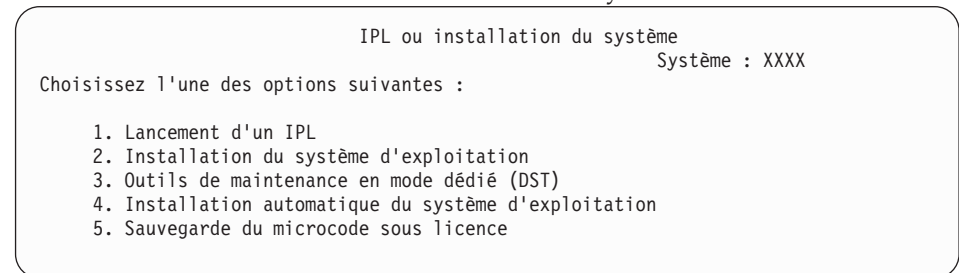 IPL ou installation du système
Système : XXXX
Choisissez l'une des options suivantes :
1. Lancement d'un IPL
2. Installation du système d'exploitation
3. Outils de maintenance en mode dédié (DST)
4. Installation automatique du système d'exploitation
5. Sauvegarde du microcode sous licence